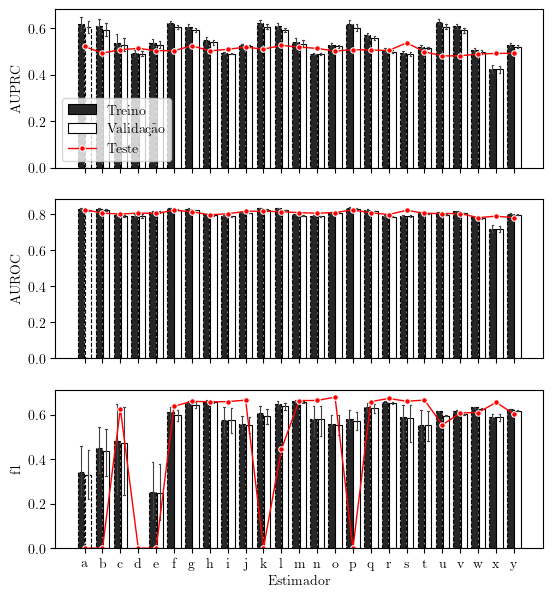 AUPRC
0.6
0.4
0.2
0.0
Treino
Validação
Teste
AUROC
0.8
0.6
0.4
0.2
0.0
f1
0.6
0.4
0.2
0.0
a b c d e f g h i j k l m n o p q r s t u v w x y
Estimador